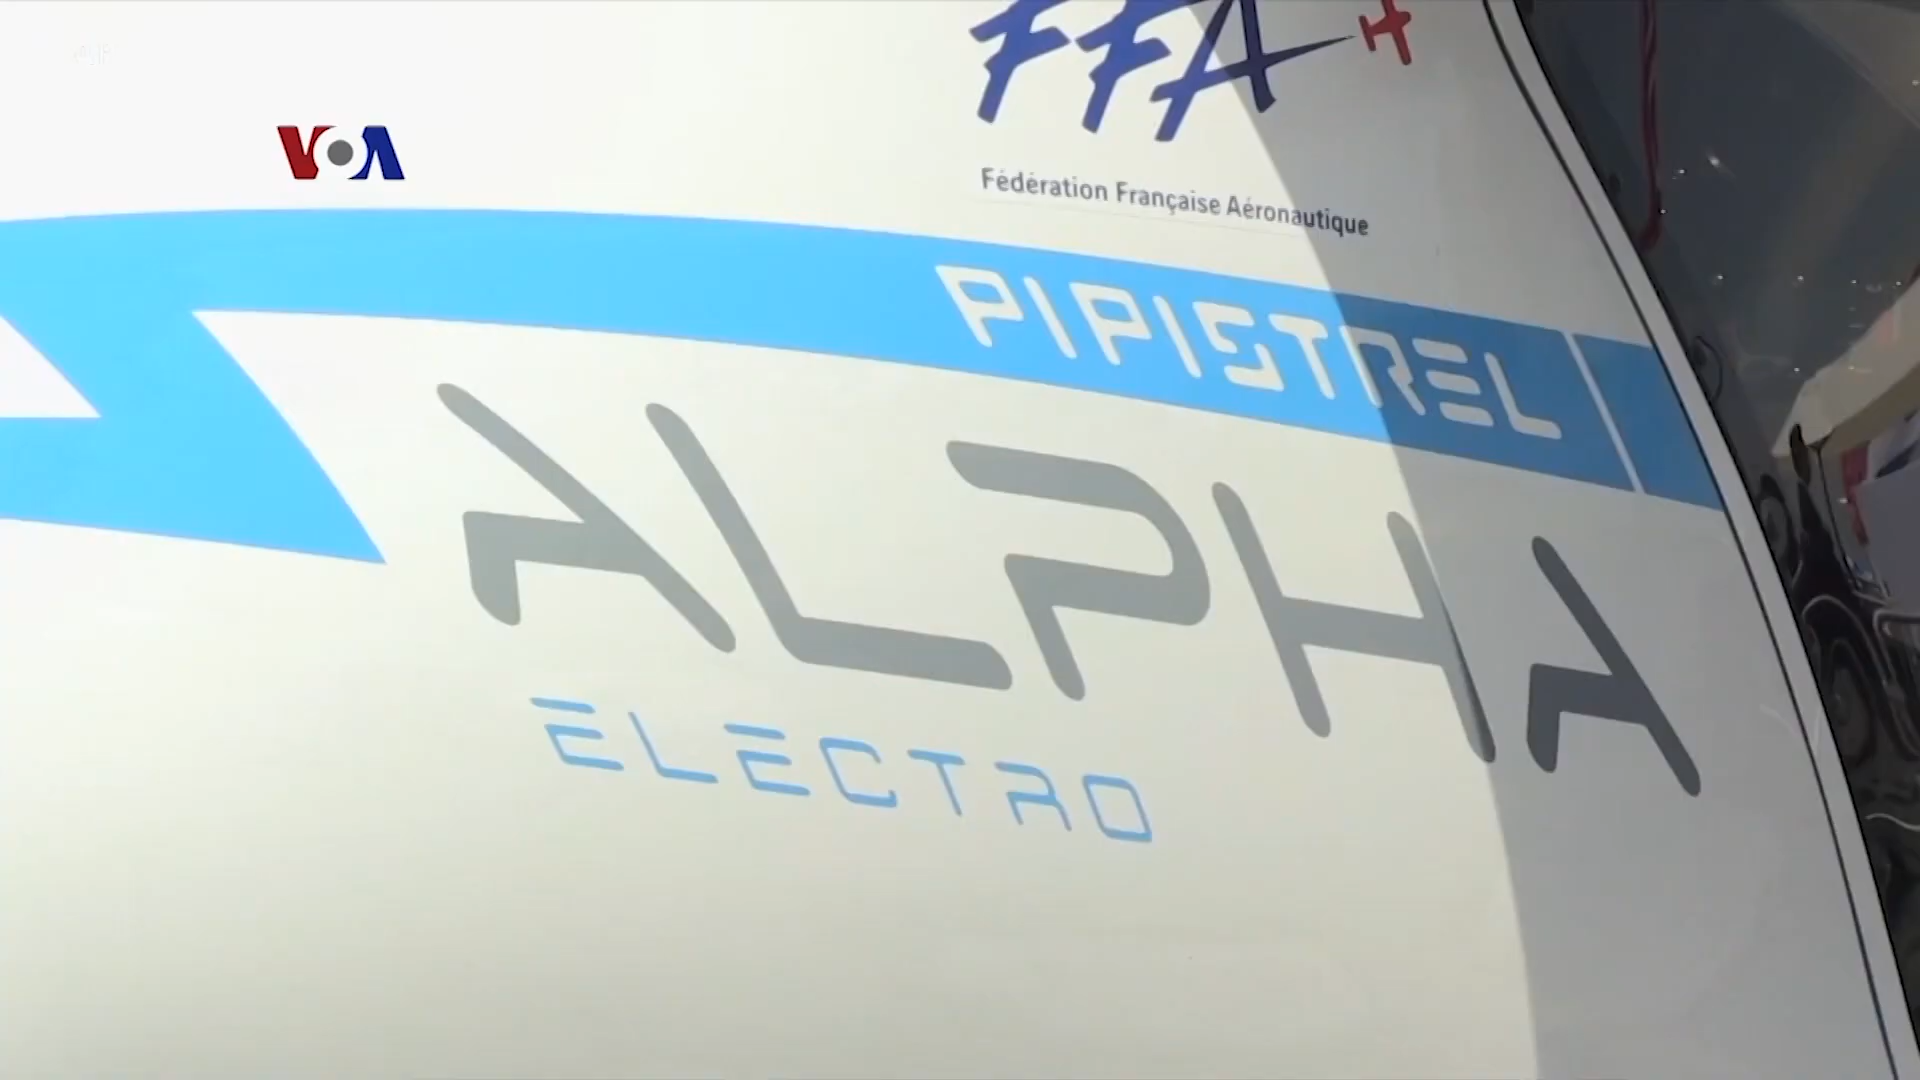 FFA
VOA
Fédération Française Aéronautique
PIPISTREL
ALPHA
ELECTRO